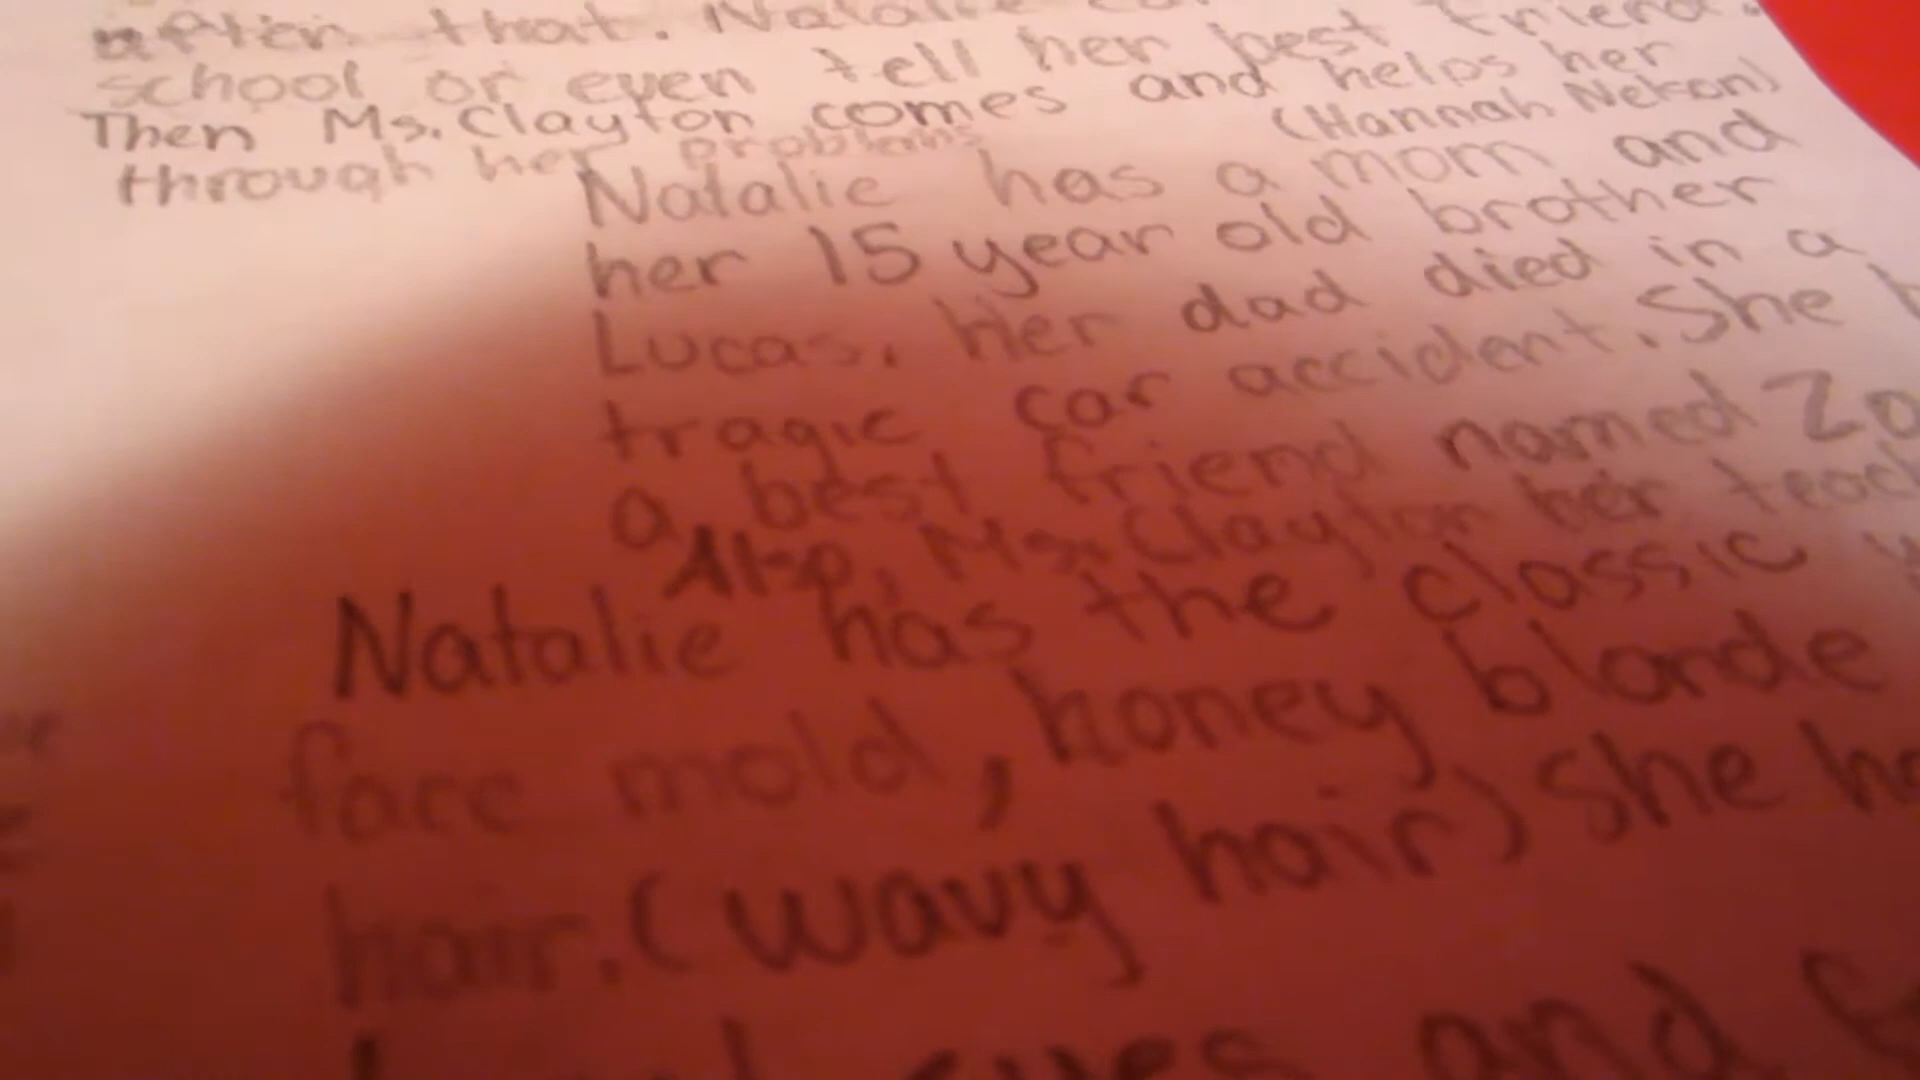 after that. Natalie
school or even tell her best friend.
Then Ms. Clayton comes and helps her
through her problems (Hannah Nelson)
Natalie has a mom and
her 15 year old brother
Lucas. Her dad died in a
tragic car accident. She
a best friend named
Also, Ms. Clayton her
Natalie has the classic
face mold, honey blonde
hair. (wavy hair) She
eyes and